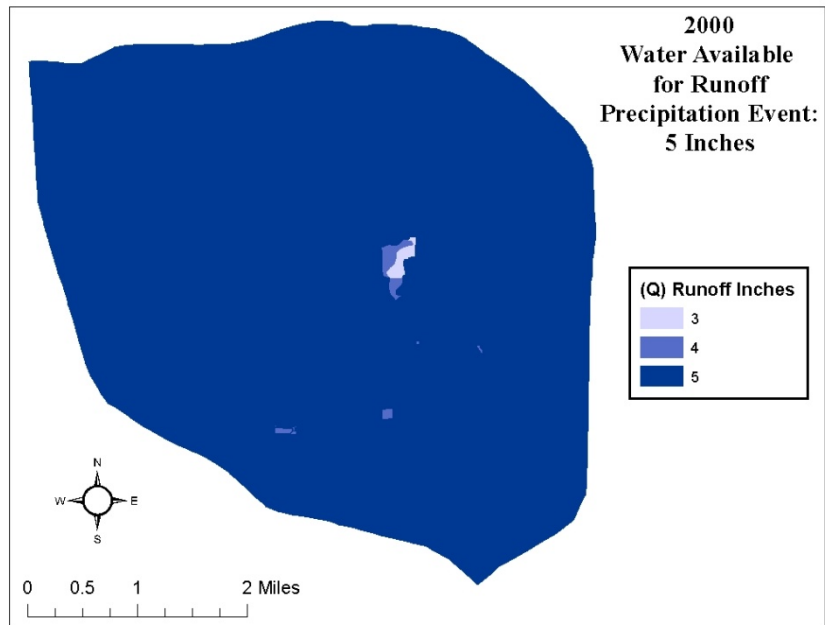 2000
Water Available
for Runoff
Precipitation Event:
5 Inches
(Q) Runoff Inches
3
4
5
N
W E
S
0 0.5 1 2 Miles